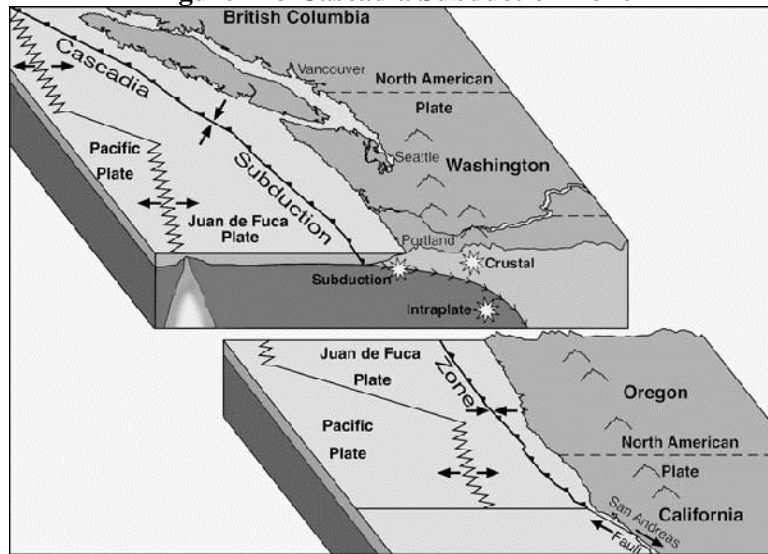 British Columbia
Vancouver
North American
Plate
Cascadia
Seattle
Washington
Pacific
Plate
Subduction
Juan de Fuca
Plate
Portland
Crustal
Subduction
Intraplate
Juan de Fuca
Plate
Zone
Oregon
Pacific
Plate
North American
Plate
San Andreas
California
Fault